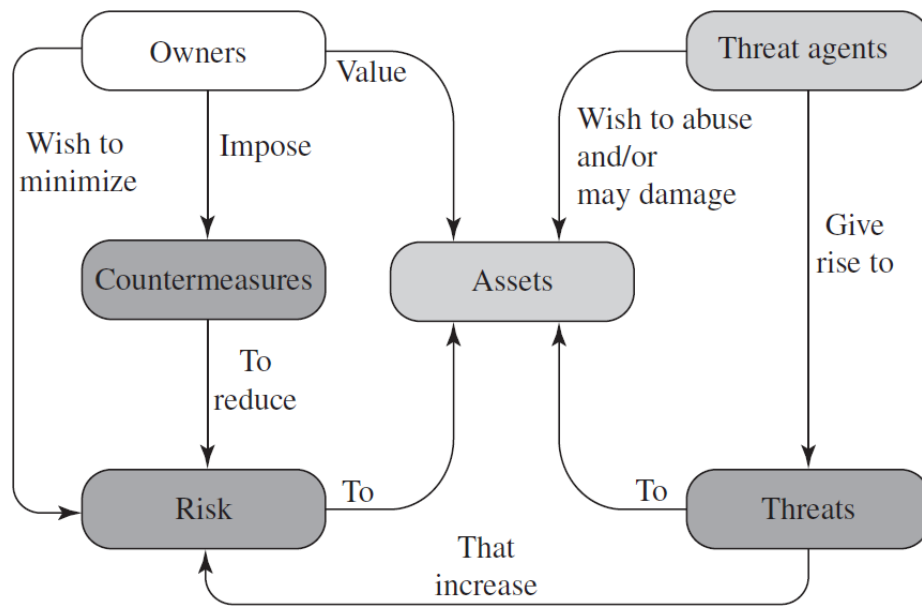 Owners
Value
Threat agents
Wish to
minimize
Impose
Wish to abuse
and/or
may damage
Give
rise to
Countermeasures
Assets
To
reduce
Risk
To
To
Threats
That
increase